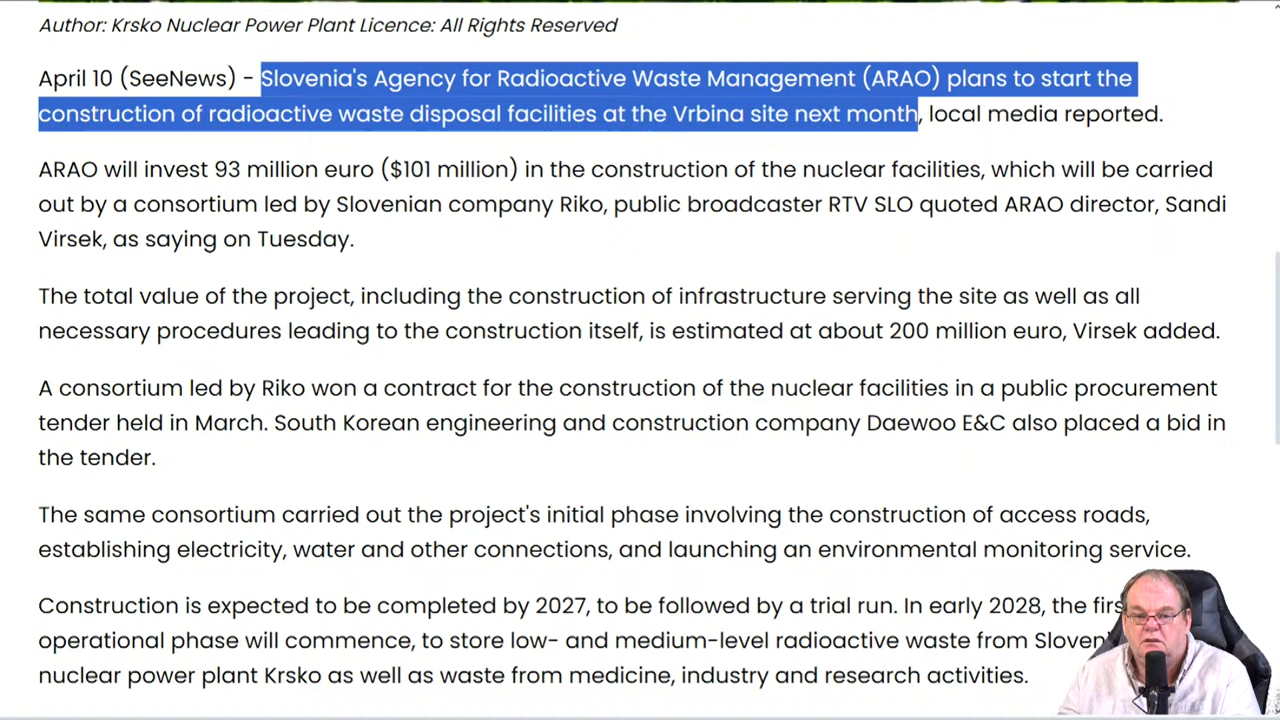 Author: Krsko Nuclear Power Plant Licence: All Rights Reserved
April 10 (SeeNews) - Slovenia's Agency for Radioactive Waste Management (ARAO) plans to start the
construction of radioactive waste disposal facilities at the Vrbina site next month, local media reported.
ARAO will invest 93 million euro ($101 million) in the construction of the nuclear facilities, which will be carried
out by a consortium led by Slovenian company Riko, public broadcaster RTV SLO quoted ARAO director, Sandi
Virsek, as saying on Tuesday.
The total value of the project, including the construction of infrastructure serving the site as well as all
necessary procedures leading to the construction itself, is estimated at about 200 million euro, Virsek added.
A consortium led by Riko won a contract for the construction of the nuclear facilities in a public procurement
tender held in March. South Korean engineering and construction company Daewoo E&C also placed a bid in
the tender.
The same consortium carried out the project's initial phase involving the construction of access roads,
establishing electricity, water and other connections, and launching an environmental monitoring service.
Construction is expected to be completed by 2027, to be followed by a trial run. In early 2028, the
operational phase will commence, to store low- and medium-level radioactive waste from
nuclear power plant Krsko as well as waste from medicine, industry and research activities.